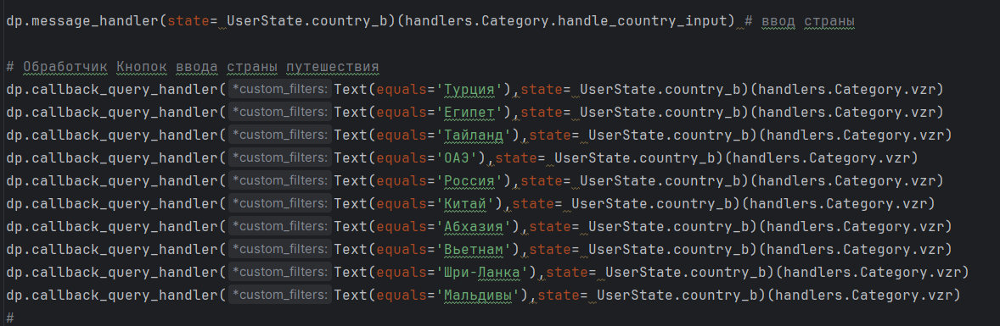 dp.message_handler(state= UserState.country_b)(handlers.Category.handle_country_input) # ввод страны
# Обработчик Кнопок ввода страны путешествия
dp.callback_query_handler( *custom_filters: Text(equals='Турция'),state= UserState.country_b)(handlers.Category.vzr)
dp.callback_query_handler( *custom_filters: Text(equals='Египет'),state= UserState.country_b)(handlers.Category.vzr)
dp.callback_query_handler( *custom_filters: Text(equals='Тайланд'),state= UserState.country_b)(handlers.Category.vzr)
dp.callback_query_handler( *custom_filters: Text(equals='ОАЭ'),state= UserState.country_b)(handlers.Category.vzr)
dp.callback_query_handler( *custom_filters: Text(equals='Россия'),state= UserState.country_b)(handlers.Category.vzr)
dp.callback_query_handler( *custom_filters: Text(equals='Китай'),state= UserState.country_b)(handlers.Category.vzr)
dp.callback_query_handler( *custom_filters: Text(equals='Абхазия'),state= UserState.country_b)(handlers.Category.vzr)
dp.callback_query_handler( *custom_filters: Text(equals='Вьетнам'),state= UserState.country_b)(handlers.Category.vzr)
dp.callback_query_handler( *custom_filters: Text(equals='Шри-Ланка'),state= UserState.country_b)(handlers.Category.vzr)
dp.callback_query_handler( *custom_filters: Text(equals='Мальдивы'),state= UserState.country_b)(handlers.Category.vzr)
#